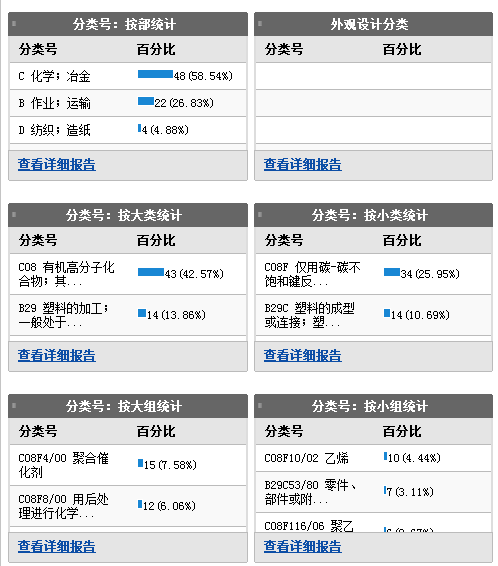 分类号：按部统计
分类号 百分比
C 化学；冶金 48(58.54%)
B 作业；运输 22(26.83%)
D 纺织；造纸 4(4.88%)
查看详细报告
外观设计分类
分类号 百分比
查看详细报告
分类号：按大类统计
分类号 百分比
C08 有机高分子化
合物；其... 43(42.57%)
B29 塑料的加工；
一般处于... 14(13.86%)
查看详细报告
分类号：按小类统计
分类号 百分比
C08F 仅用碳-碳不
饱和键反... 34(25.95%)
B29C 塑料的成型
或连接；塑... 14(10.69%)
查看详细报告
分类号：按大组统计
分类号 百分比
C08F4/00 聚合催
化剂 15(7.58%)
C08F8/00 用后处
理进行化学... 12(6.06%)
查看详细报告
分类号：按小组统计
分类号 百分比
C08F10/02 乙烯 10(4.44%)
B29C53/80 零件、
部件或附... 7(3.11%)
C08F116/06 聚乙
6(2.67%)
查看详细报告